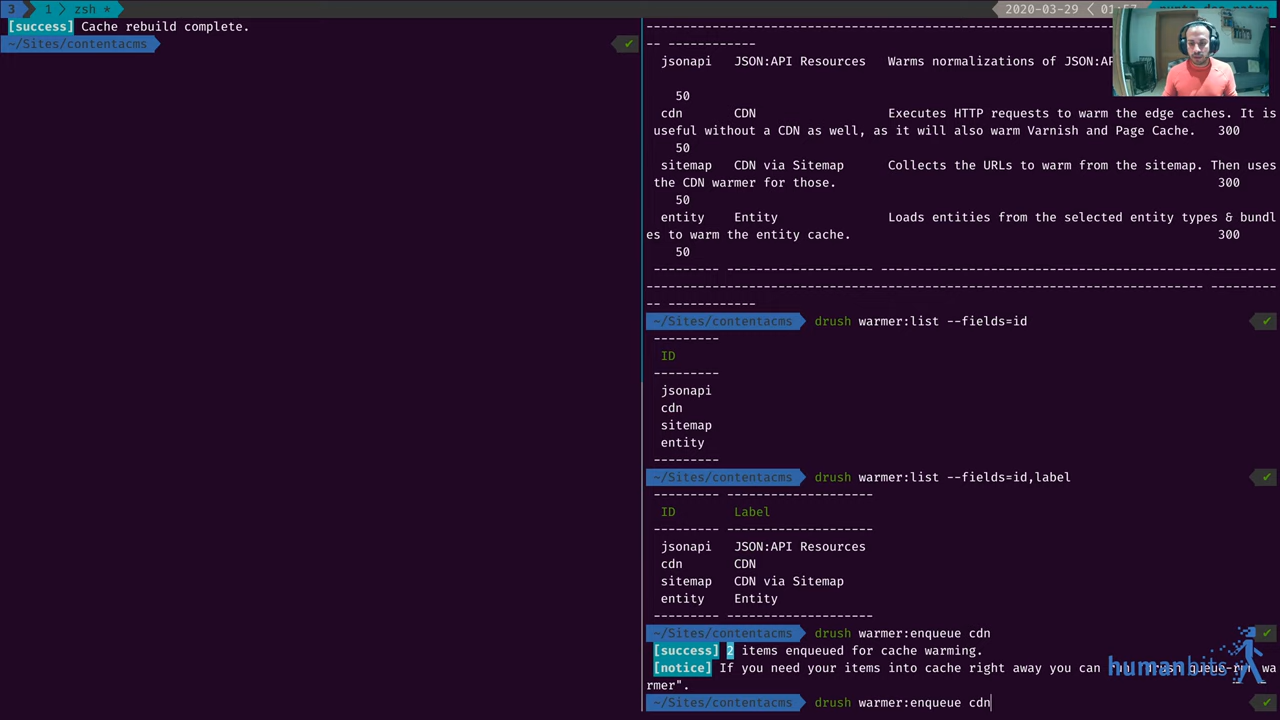 3 1 zsh *
[success] Cache rebuild complete.
~/Sites/contentacms ✔
2020-03-29 01:57
-- ------------
jsonapi JSON:API Resources Warms normalizations of
50
cdn CDN Executes HTTP requests to warm the edge caches. It is
useful without a CDN as well, as it will also warm Varnish and Page Cache. 300
50
sitemap CDN via Sitemap Collects the URLs to warm from the sitemap. Then uses
the CDN warmer for those. 300
50
entity Entity Loads entities from the selected entity types & bundl
es to warm the entity cache. 300
50
~/Sites/contentacms drush warmer:list --fields=id ✔
---------
ID
---------
jsonapi
cdn
sitemap
entity
---------
~/Sites/contentacms drush warmer:list --fields=id,label ✔
--------- --------------------
ID Label
--------- --------------------
jsonapi JSON:API Resources
cdn CDN
sitemap CDN via Sitemap
entity Entity
--------- --------------------
~/Sites/contentacms drush warmer:enqueue cdn ✔
[success] 2 items enqueued for cache warming.
[notice] If you need your items into cache right away you can
rmer".
~/Sites/contentacms drush warmer:enqueue cdn ✔
humanbits